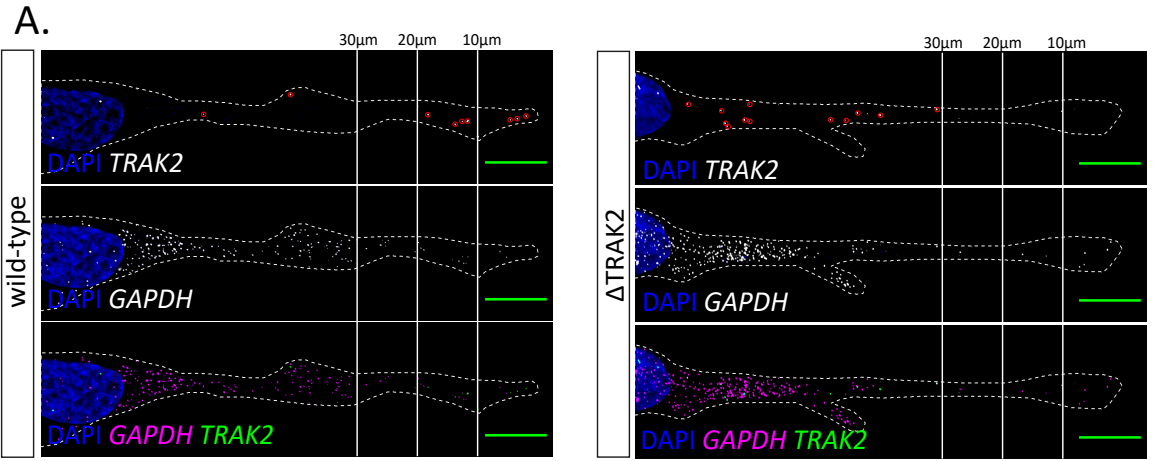 A.
30µm 20µm 10µm
30µm 20µm 10µm
wild-type
DAPI TRAK2
DAPI GAPDH
DAPI GAPDH TRAK2
ΔTRAK2
DAPI TRAK2
DAPI GAPDH
DAPI GAPDH TRAK2